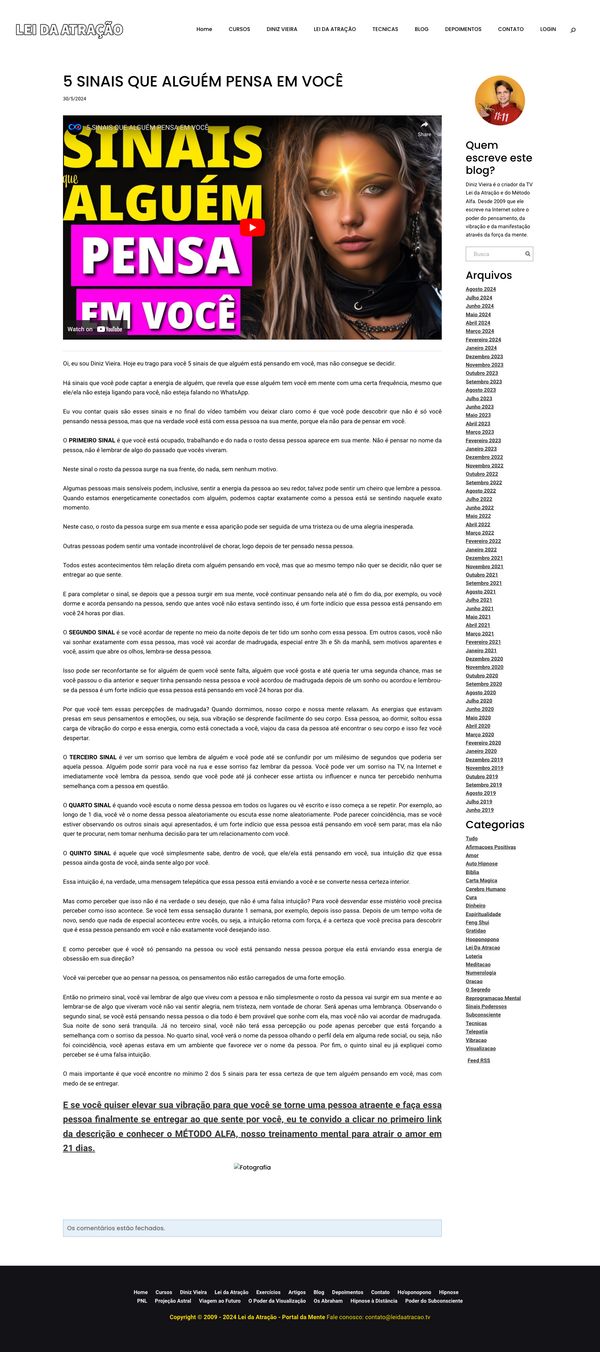 LEI DA ATRAÇÃO
Home CURSOS DINIZ VIEIRA LEI DA ATRAÇÃO TECNICAS BLOG DEPOIMENTOS CONTATO LOGIN
5 SINAIS QUE ALGUÉM PENSA EM VOCÊ
30/5/2024
5 SINAIS QUE ALGUÉM PENSA EM VOCÊ
Share
SINAIS
que
ALGUÉM
PENSA
EM VOCÊ
Watch on YouTube
11:11
Oi, eu sou Diniz Vieira. Hoje eu trago para você 5 sinais de que alguém está pensando em você, mas não consegue se decidir.
Há sinais que você pode captar a energia de alguém, que revela que esse alguém tem você em mente com uma certa frequência, mesmo que
ele/ela não esteja ligando para você, não esteja falando no WhatsApp.
Eu vou contar quais são esses sinais e no final do vídeo também vou deixar claro como é que você pode descobrir que não é só você
pensando nessa pessoa, mas que na verdade você está com essa pessoa na sua mente, porque ela não para de pensar em você.
O PRIMEIRO SINAL é que você está ocupado, trabalhando e do nada o rosto dessa pessoa aparece em sua mente. Não é pensar no nome da
pessoa, não é lembrar de algo do passado que vocês viveram.
Neste sinal o rosto da pessoa surge na sua frente, do nada, sem nenhum motivo.
Algumas pessoas mais sensíveis podem, inclusive, sentir a energia da pessoa ao seu redor, talvez pode sentir um cheiro que lembre a pessoa.
Quando estamos energeticamente conectados com alguém, podemos captar exatamente como a pessoa está se sentindo naquele exato
momento.
Neste caso, o rosto da pessoa surge em sua mente e essa aparição pode ser seguida de uma tristeza ou de uma alegria inesperada.
Outras pessoas podem sentir uma vontade incontrolável de chorar, logo depois de ter pensado nessa pessoa.
Todos estes acontecimentos têm relação direta com alguém pensando em você, mas que ao mesmo tempo não quer se decidir, não quer se
entregar ao que sente.
E para completar o sinal, se depois que a pessoa surgir em sua mente, você continuar pensando nela até o fim do dia, por exemplo, ou você
dorme e acorda pensando na pessoa, sendo que antes você não estava sentindo isso, é um forte indício que essa pessoa está pensando em
você 24 horas por dias.
O SEGUNDO SINAL é se você acordar de repente no meio da noite depois de ter tido um sonho com essa pessoa. Em outros casos, você não
vai sonhar exatamente com essa pessoa, mas você vai acordar de madrugada, especial entre 3h e 5h da manhã, sem motivos aparentes e
você, assim que abre os olhos, lembra-se dessa pessoa.
Isso pode ser reconfortante se for alguém de quem você sente falta, alguém que você gosta e até queria ter uma segunda chance, mas se
você passou o dia anterior e sequer tinha pensando nessa pessoa e você acordou de madrugada depois de um sonho ou acordou e lembrou-
se da pessoa é um forte indício que essa pessoa está pensando em você 24 horas por dia.
Por que você tem essas percepções de madrugada? Quando dormimos, nosso corpo e nossa mente relaxam. As energias que estavam
presas em seus pensamentos e emoções, ou seja, sua vibração se desprende facilmente do seu corpo. Essa pessoa, ao dormir, soltou essa
carga de vibração do corpo e essa energia, como está conectada a você, viajou da casa da pessoa até encontrar o seu corpo e isso fez você
despertar.
O TERCEIRO SINAL é ver um sorriso que lembra de alguém e você pode até se confundir por um milésimo de segundos que poderia ser
aquela pessoa. Alguém pode sorrir para você na rua e esse sorriso faz lembrar da pessoa. Você pode ver um sorriso na TV, na Internet e
imediatamente você lembra da pessoa, sendo que você pode até já conhecer esse artista ou influencer e nunca ter percebido nenhuma
semelhança com a pessoa em questão.
O QUARTO SINAL é quando você escuta o nome dessa pessoa em todos os lugares ou vê escrito e isso começa a se repetir. Por exemplo, ao
longo de 1 dia, você vê o nome dessa pessoa aleatoriamente ou escuta esse nome aleatoriamente. Pode parecer coincidência, mas se você
estiver observando os outros sinais aqui apresentados, é um forte indício que essa pessoa está pensando em você sem parar, mas ela não
quer te procurar, nem tomar nenhuma decisão para ter um relacionamento com você.
O QUINTO SINAL é aquele que você simplesmente sabe, dentro de você, que ele/ela está pensando em você, sua intuição diz que essa
pessoa ainda gosta de você, ainda sente algo por você.
Essa intuição é, na verdade, uma mensagem telepática que essa pessoa está enviando a você e se converte nessa certeza interior.
Mas como perceber que isso não é na verdade o seu desejo, que não é uma falsa intuição? Para você desvendar esse mistério você precisa
perceber como isso acontece. Se você tem essa sensação durante 1 semana, por exemplo, depois isso passa. Depois de um tempo volta de
novo, sendo que nada de especial aconteceu entre vocês, ou seja, a intuição retorna com força, é a certeza que você precisa para descobrir
que é essa pessoa pensando em você e não exatamente você desejando isso.
E como perceber que é você só pensando na pessoa ou você está pensando nessa pessoa porque ela está enviando essa energia de
obsessão em sua direção?
Você vai perceber que ao pensar na pessoa, os pensamentos não estão carregados de uma forte emoção.
Então no primeiro sinal, você vai lembrar de algo que viveu com a pessoa e não simplesmente o rosto da pessoa vai surgir em sua mente e ao
lembrar-se de algo que viveram você não vai sentir alegria, nem tristeza, nem vontade de chorar. Será apenas uma lembrança. Observando o
segundo sinal, se você está pensando nessa pessoa o dia todo é bem provável que sonhe com ela, mas você não vai acordar de madrugada.
Sua noite de sono será tranquila. Já no terceiro sinal, você não terá essa percepção ou pode apenas perceber que está forçando a
semelhança com o sorriso da pessoa. No quarto sinal, você verá o nome da pessoa olhando o perfil dela em alguma rede social, ou seja, não
foi coincidência, você apenas estava em um ambiente que favorece ver o nome da pessoa. Por fim, o quinto sinal eu já expliquei como
perceber se é uma falsa intuição.
O mais importante é que você encontre no mínimo 2 dos 5 sinais para ter essa certeza de que tem alguém pensando em você, mas com
medo de se entregar.
E se você quiser elevar sua vibração para que você se torne uma pessoa atraente e faça essa
pessoa finalmente se entregar ao que sente por você, eu te convido a clicar no primeiro link
da descrição e conhecer o MÉTODO ALFA, nosso treinamento mental para atrair o amor em
21 dias.
Fotografia
Os comentários estão fechados.
Quem
escreve este
blog?
Diniz Vieira é o criador da TV
Lei da Atração e do Método
Alfa. Desde 2009 que ele
escreve na Internet sobre o
poder do pensamento, da
vibração e da manifestação
através da força da mente.
Busca
Arquivos
Agosto 2024
Julho 2024
Junho 2024
Maio 2024
Abril 2024
Março 2024
Fevereiro 2024
Janeiro 2024
Dezembro 2023
Novembro 2023
Outubro 2023
Setembro 2023
Agosto 2023
Julho 2023
Junho 2023
Maio 2023
Abril 2023
Março 2023
Fevereiro 2023
Janeiro 2023
Dezembro 2022
Novembro 2022
Outubro 2022
Setembro 2022
Agosto 2022
Julho 2022
Junho 2022
Maio 2022
Abril 2022
Março 2022
Fevereiro 2022
Janeiro 2022
Dezembro 2021
Novembro 2021
Outubro 2021
Setembro 2021
Agosto 2021
Julho 2021
Junho 2021
Maio 2021
Abril 2021
Março 2021
Fevereiro 2021
Janeiro 2021
Dezembro 2020
Novembro 2020
Outubro 2020
Setembro 2020
Agosto 2020
Julho 2020
Junho 2020
Maio 2020
Abril 2020
Março 2020
Fevereiro 2020
Janeiro 2020
Dezembro 2019
Novembro 2019
Outubro 2019
Setembro 2019
Agosto 2019
Julho 2019
Junho 2019
Categorias
Tudo
Afirmacoes Positivas
Amor
Auto Hipnose
Biblia
Carta Magica
Cerebro Humano
Cura
Dinheiro
Espiritualidade
Feng Shui
Gratidao
Hooponopono
Lei Da Atracao
Loteria
Meditacao
Numerologia
Oracao
O Segredo
Reprogramacao Mental
Sinais Poderosos
Subconsciente
Tecnicas
Telepatia
Vibracao
Visualizacao
Feed RSS
Home Cursos Diniz Vieira Lei da Atração Exercícios Artigos Blog Depoimentos Contato Ho'oponopono Hipnose
PNL Projeção Astral Viagem ao Futuro O Poder da Visualização Os Abraham Hipnose à Distância Poder do Subconsciente
Copyright © 2009 - 2024 Lei da Atração - Portal da Mente Fale conosco: contato@leidaatracao.tv